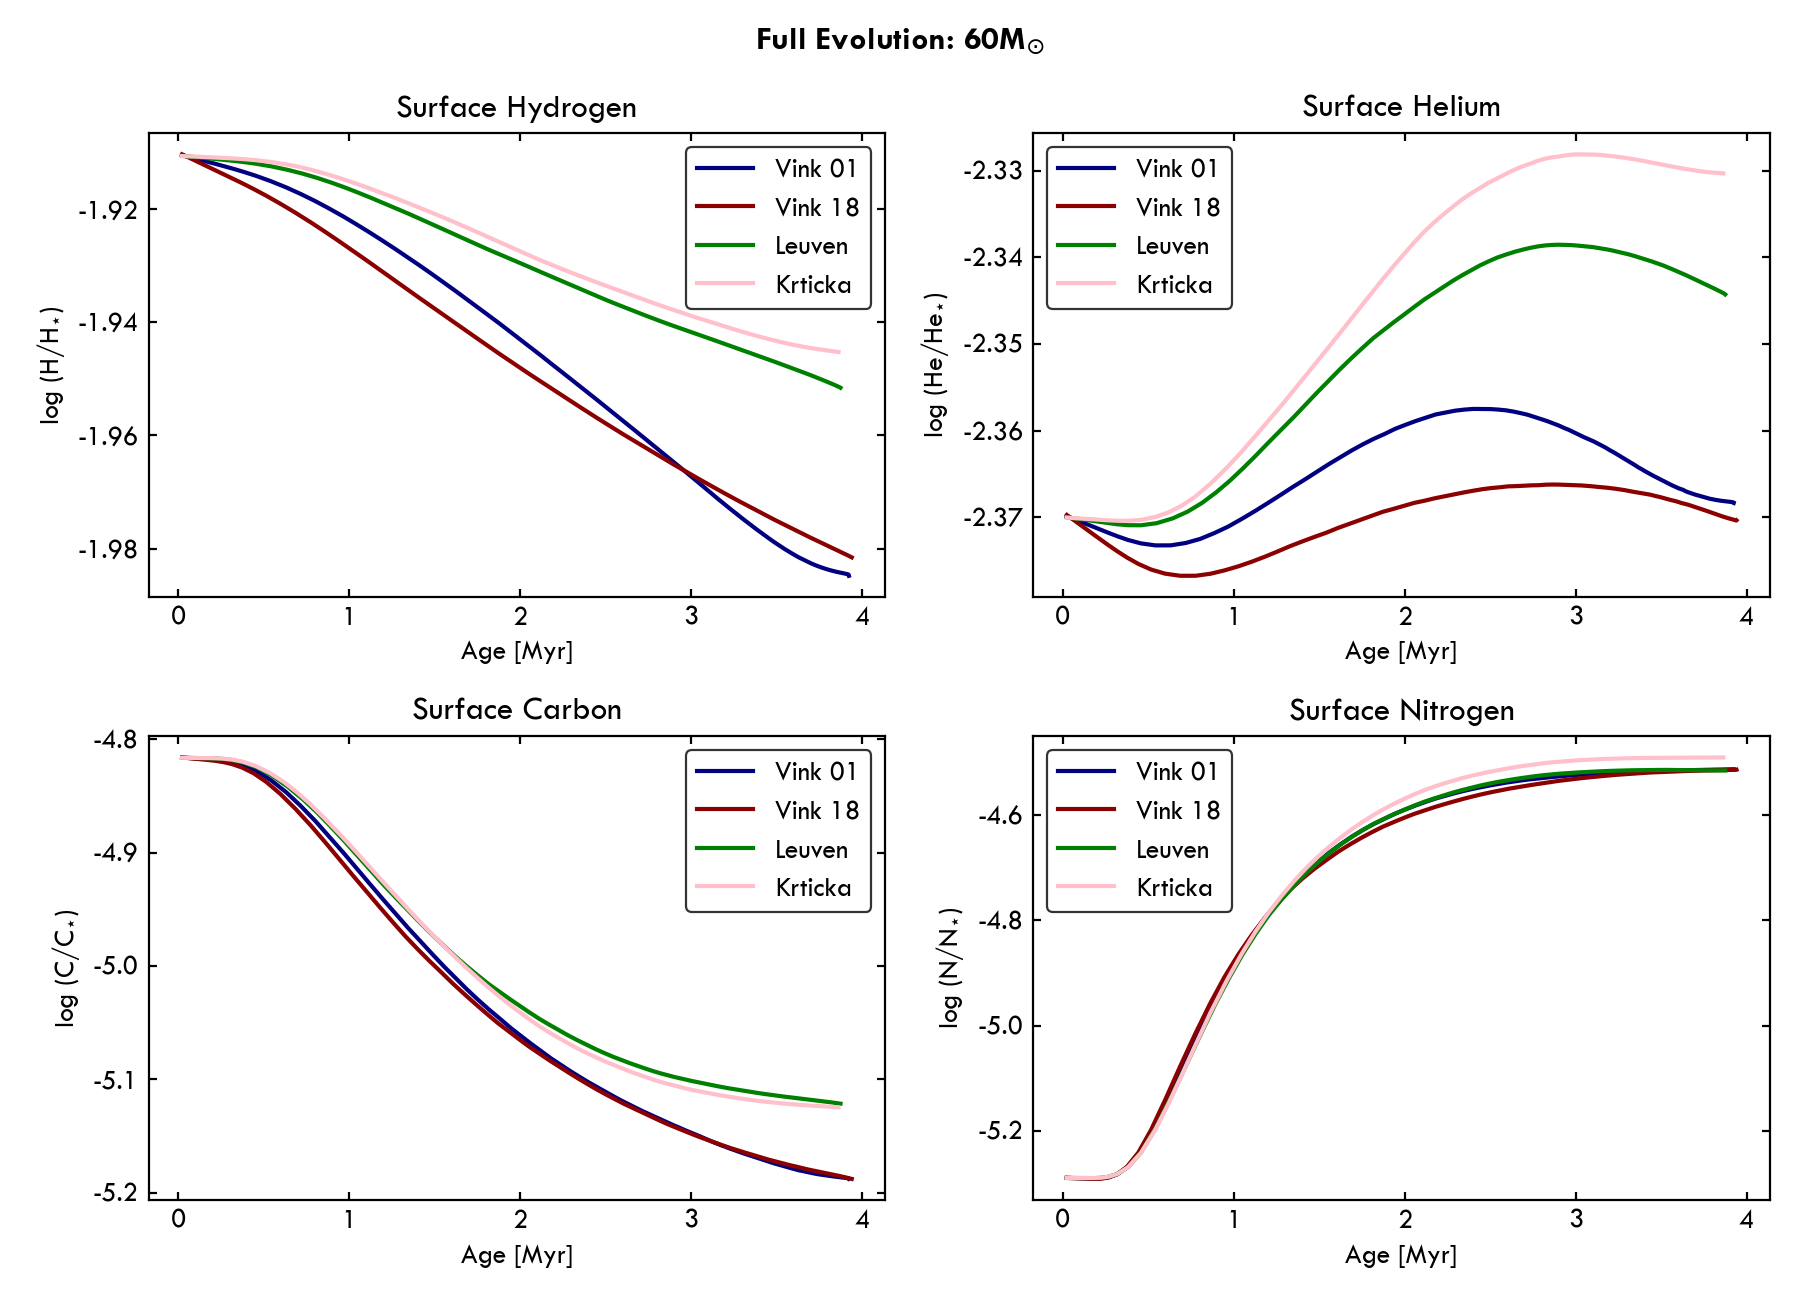 Full Evolution: 60M☉
Surface Hydrogen
log (H/H⋆)
-1.92
-1.94
-1.96
-1.98
0 1 2 3 4
Age [Myr]
Vink 01
Vink 18
Leuven
Krticka
Surface Helium
log (He/He⋆)
-2.33
-2.34
-2.35
-2.36
-2.37
0 1 2 3 4
Age [Myr]
Vink 01
Vink 18
Leuven
Krticka
Surface Carbon
log (C/C⋆)
-4.8
-4.9
-5.0
-5.1
-5.2
0 1 2 3 4
Age [Myr]
Vink 01
Vink 18
Leuven
Krticka
Surface Nitrogen
log (N/N⋆)
-4.6
-4.8
-5.0
-5.2
0 1 2 3 4
Age [Myr]
Vink 01
Vink 18
Leuven
Krticka